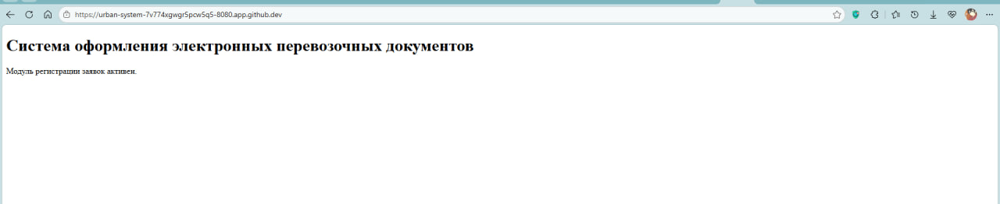 https://urban-system-7v774xgwgr5pcw5q5-8080.app.github.dev
Система оформления электронных перевозочных документов
Модуль регистрации заявок активен.